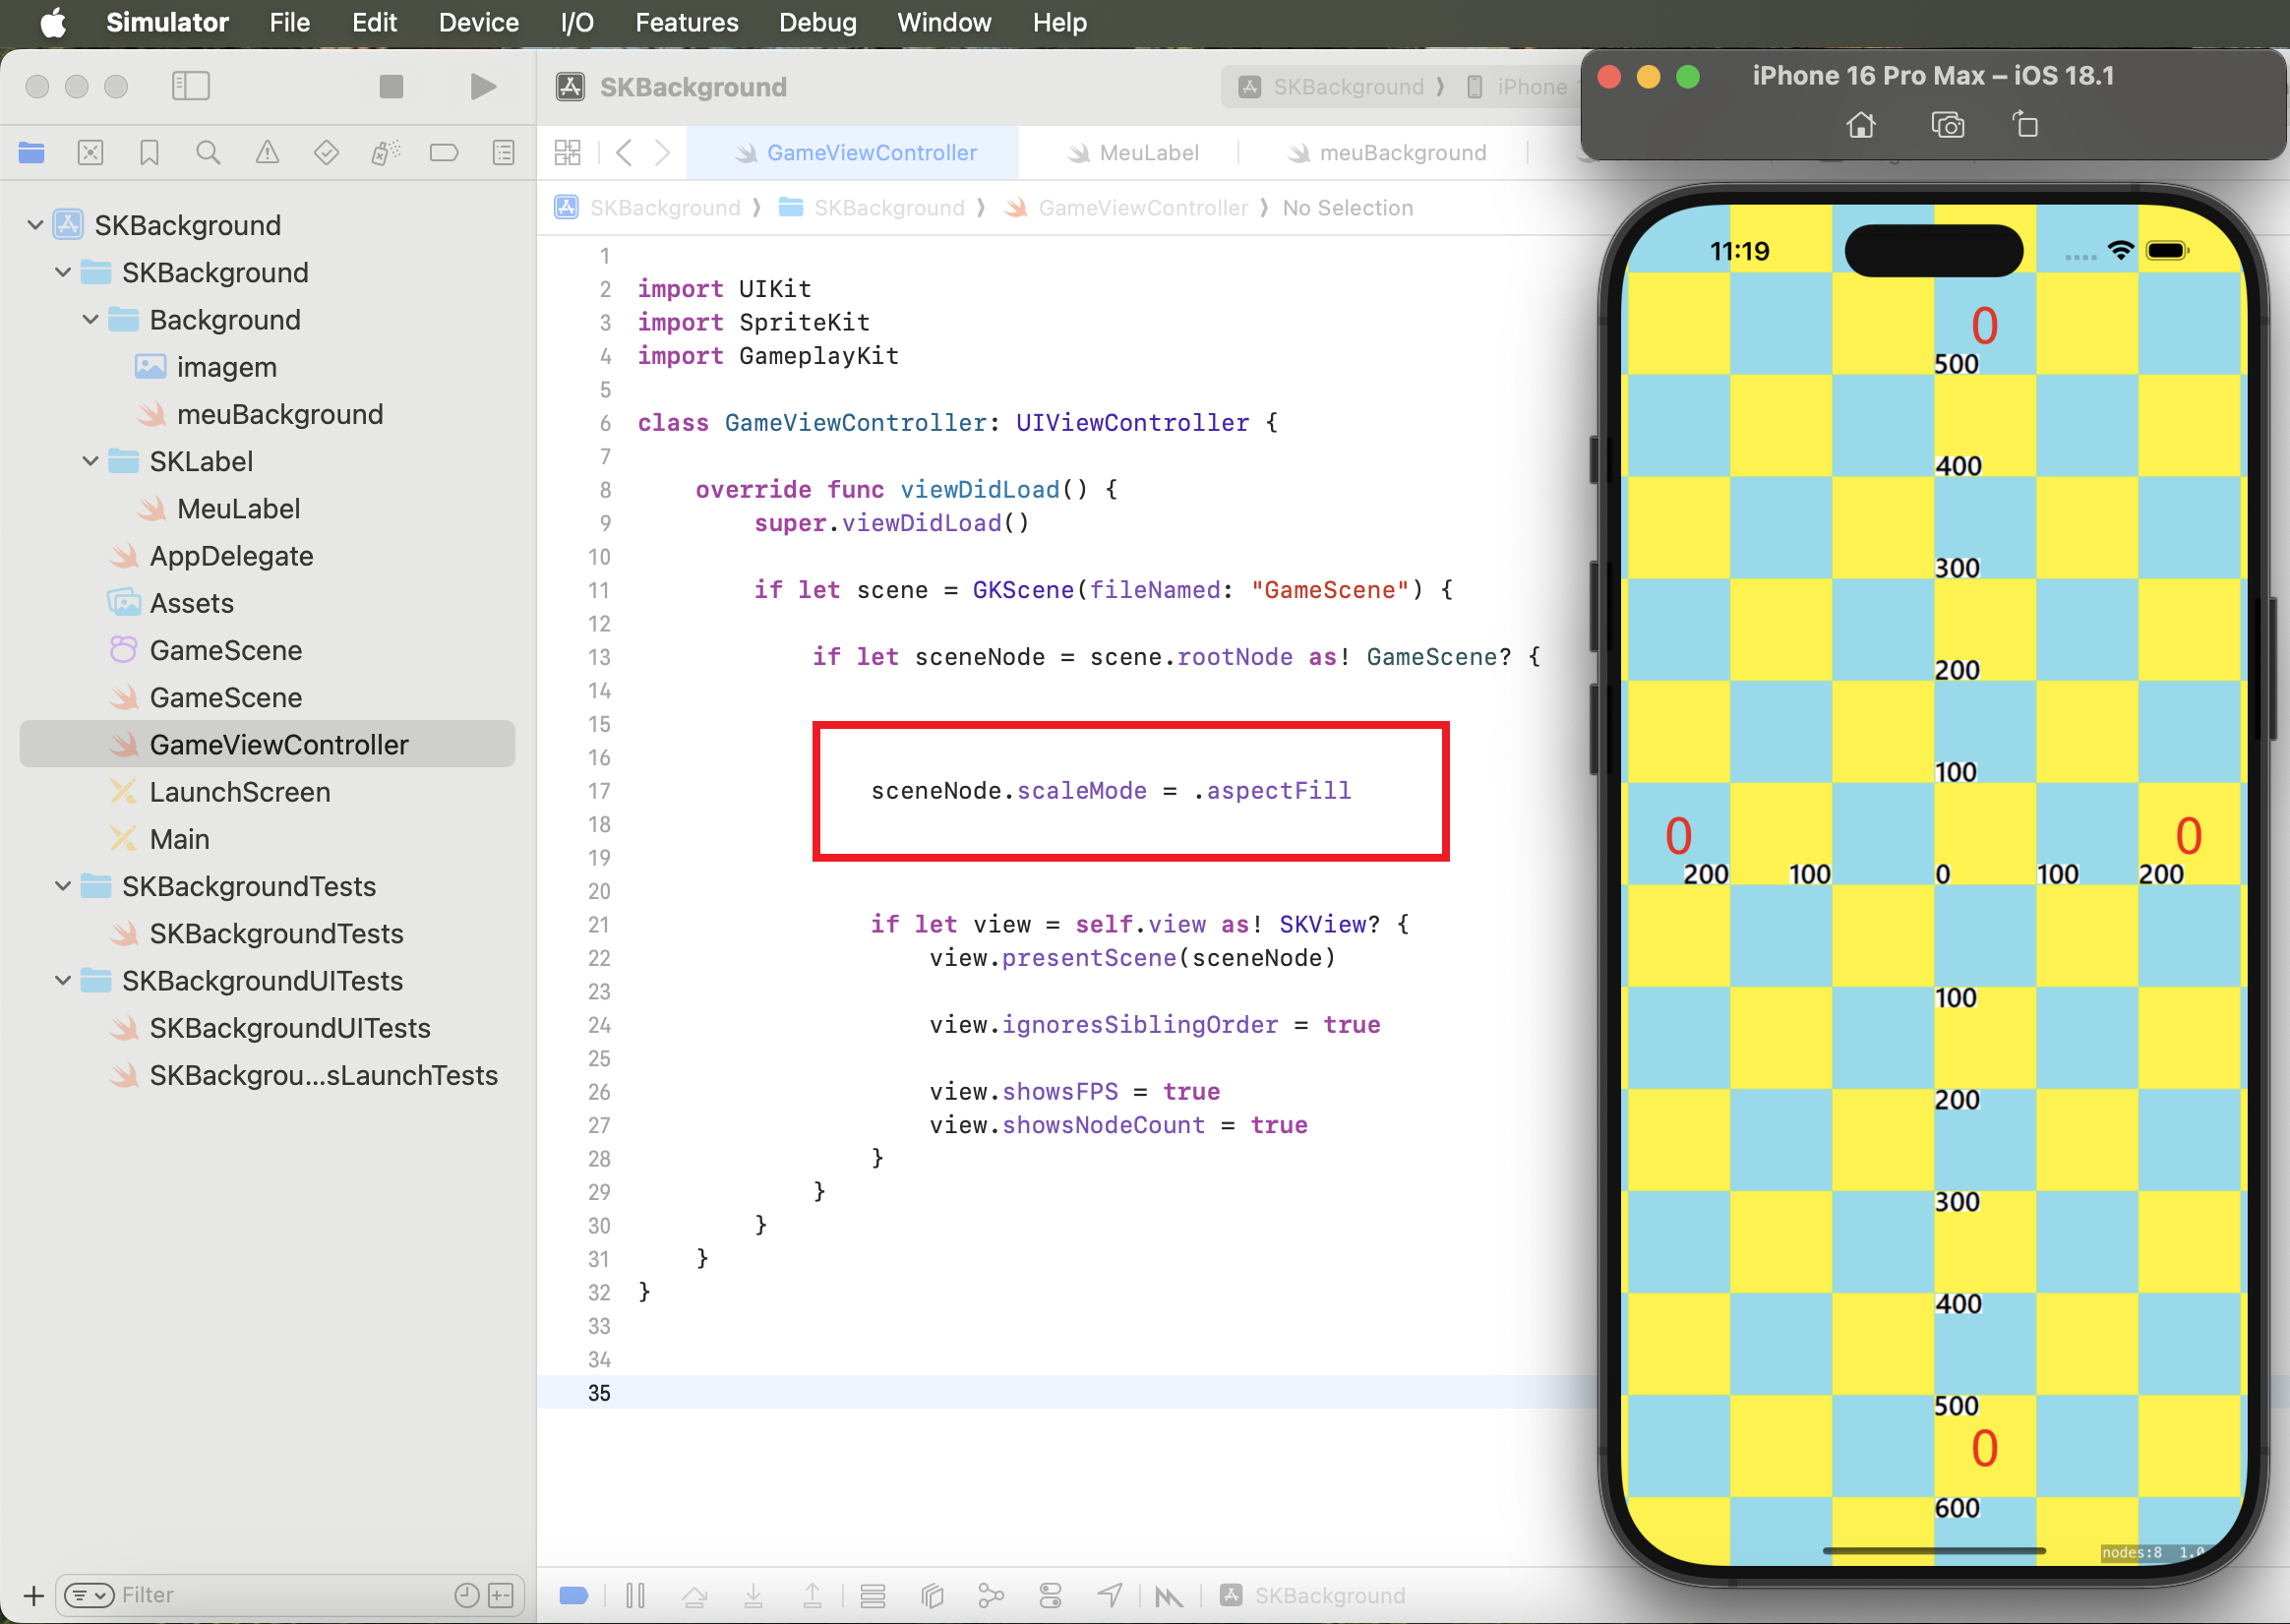 Simulator File Edit Device I/O Features Debug Window Help
SKBackground
SKBackground ⟩ iPhone
iPhone 16 Pro Max – iOS 18.1
GameViewController
MeuLabel
meuBackground
SKBackground ⟩ SKBackground ⟩ GameViewController ⟩ No Selection
SKBackground
SKBackground
Background
imagem
meuBackground
SKLabel
MeuLabel
AppDelegate
Assets
GameScene
GameScene
GameViewController
LaunchScreen
Main
SKBackgroundTests
SKBackgroundTests
SKBackgroundUITests
SKBackgroundUITests
SKBackgrou...sLaunchTests
Filter
1
2 import UIKit
3 import SpriteKit
4 import GameplayKit
5
6 class GameViewController: UIViewController {
7
8 override func viewDidLoad() {
9 super.viewDidLoad()
10
11 if let scene = GKScene(fileNamed: "GameScene") {
12
13 if let sceneNode = scene.rootNode as! GameScene? {
14
15
16
17 sceneNode.scaleMode = .aspectFill
18
19
20
21 if let view = self.view as! SKView? {
22 view.presentScene(sceneNode)
23
24 view.ignoresSiblingOrder = true
25
26 view.showsFPS = true
27 view.showsNodeCount = true
28 }
29 }
30 }
31 }
32 }
33
34
35
SKBackground
11:19
0
500
400
300
200
100
0 0
200 100 0 100 200
100
200
300
400
500
0
600
nodes:8 1.0